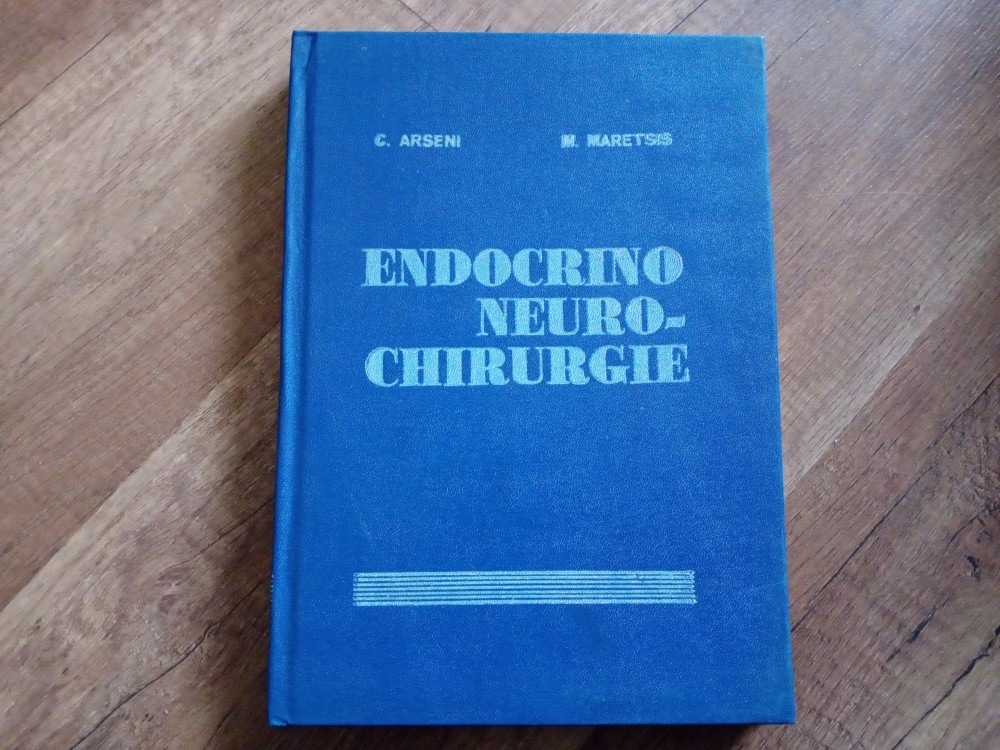 C. ARSENI M. MARETSIS
ENDOCRINO
NEURO-
CHIRURGIE